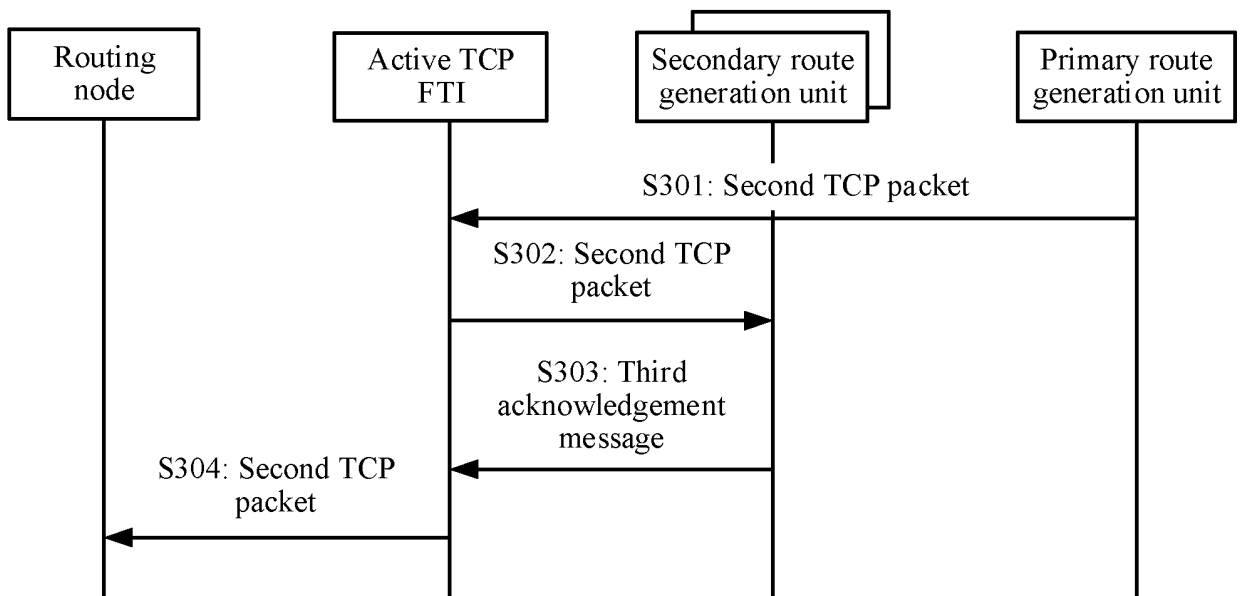 Routing
node
Active TCP
FTI
Secondary route
generation unit
Primary route
generation unit
S301: Second TCP packet
S302: Second TCP
packet
S303: Third
acknowledgement
message
S304: Second TCP
packet